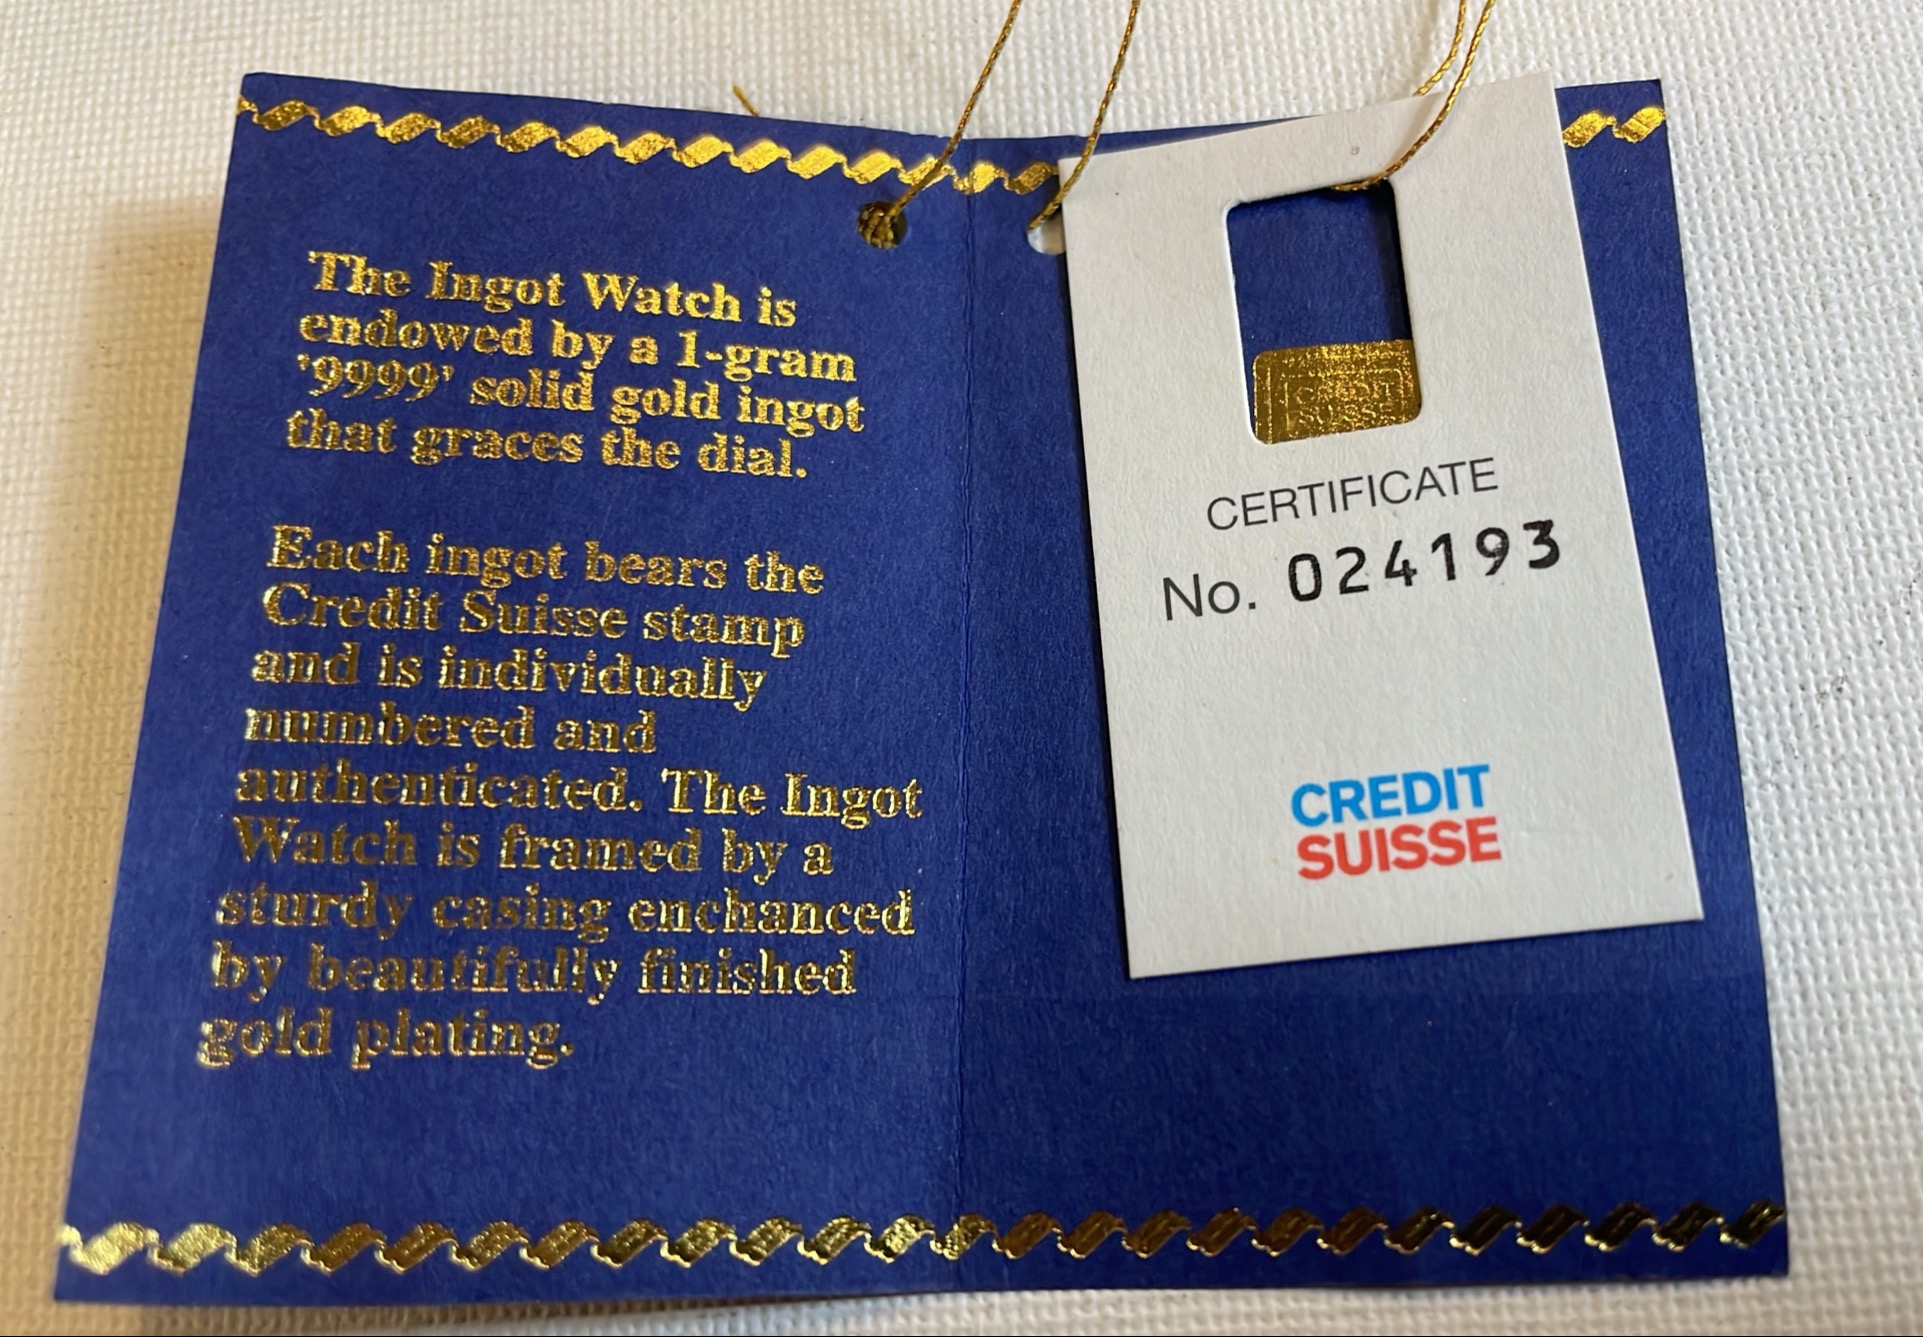 The Ingot Watch is
endowed by a 1-gram
'9999' solid gold ingot
that graces the dial.
Each ingot bears the
Credit Suisse stamp
and is individually
numbered and
authenticated. The Ingot
Watch is framed by a
sturdy casing enchanced
by beautifully finished
gold plating.
CREDIT
SUISSE
CERTIFICATE
No. 024193
CREDIT
SUISSE